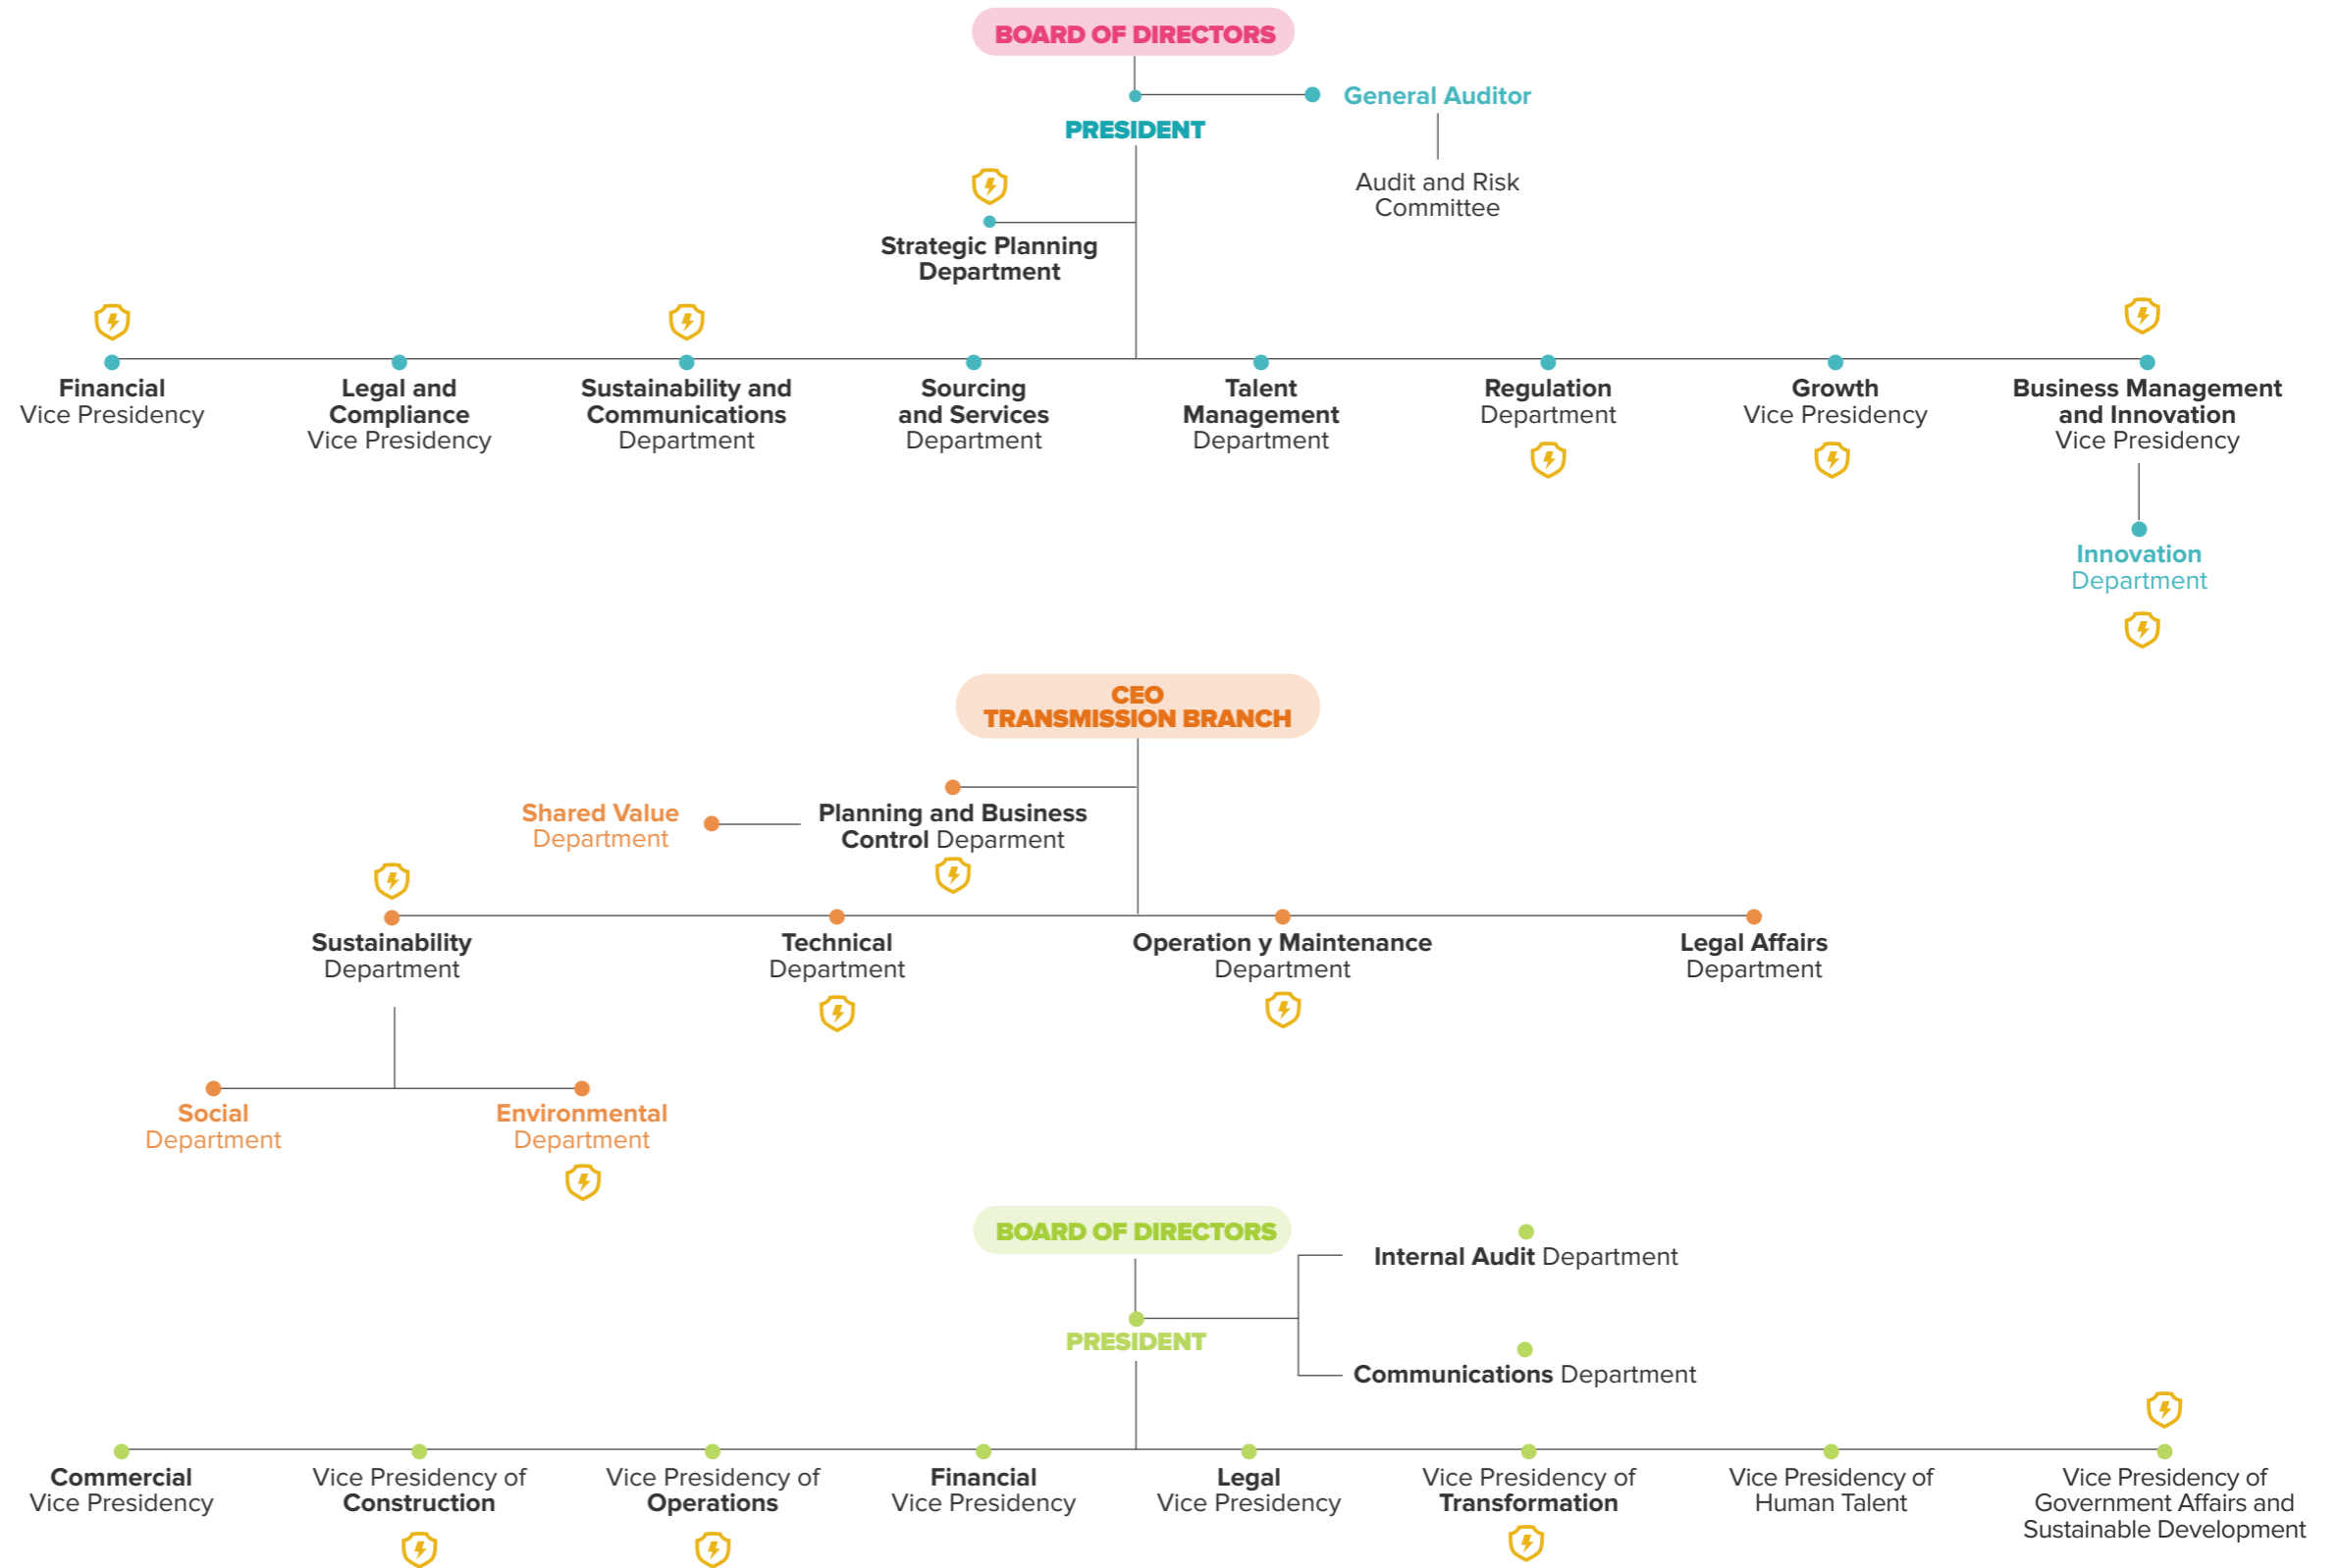 BOARD OF DIRECTORS
General Auditor
PRESIDENT
Audit and Risk
Committee
Strategic Planning
Department
Financial
Vice Presidency
Legal and
Compliance
Vice Presidency
Sustainability and
Communications
Department
Sourcing
and Services
Department
Talent
Management
Department
Regulation
Department
Growth
Vice Presidency
Business Management
and Innovation
Vice Presidency
Innovation
Department
CEO
TRANSMISSION BRANCH
Shared Value
Department
Planning and Business
Control Deparment
Sustainability
Department
Technical
Department
Operation y Maintenance
Department
Legal Affairs
Department
Social
Department
Environmental
Department
BOARD OF DIRECTORS
Internal Audit Department
PRESIDENT
Communications Department
Commercial
Vice Presidency
Vice Presidency of
Construction
Vice Presidency of
Operations
Financial
Vice Presidency
Legal
Vice Presidency
Vice Presidency of
Transformation
Vice Presidency of
Human Talent
Vice Presidency of
Government Affairs and
Sustainable Development